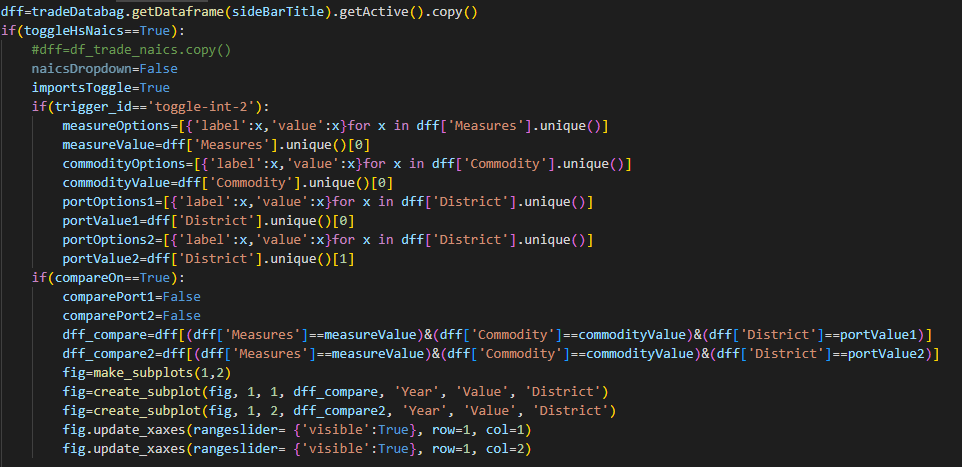 dff=tradeDatabag.getDataframe(sideBarTitle).getActive().copy()
if(toggleHsNaics==True):
    #dff=df_trade_naics.copy()
    naicsDropdown=False
    importsToggle=True
    if(trigger_id=='toggle-int-2'):
        measureOptions=[{'label':x,'value':x}for x in dff['Measures'].unique()]
        measureValue=dff['Measures'].unique()[0]
        commodityOptions=[{'label':x,'value':x}for x in dff['Commodity'].unique()]
        commodityValue=dff['Commodity'].unique()[0]
        portOptions1=[{'label':x,'value':x}for x in dff['District'].unique()]
        portValue1=dff['District'].unique()[0]
        portOptions2=[{'label':x,'value':x}for x in dff['District'].unique()]
        portValue2=dff['District'].unique()[1]
    if(compareOn==True):
        comparePort1=False
        comparePort2=False
        dff_compare=dff[(dff['Measures']==measureValue)&(dff['Commodity']==commodityValue)&(dff['District']==portValue1)]
        dff_compare2=dff[(dff['Measures']==measureValue)&(dff['Commodity']==commodityValue)&(dff['District']==portValue2)]
        fig=make_subplots(1,2)
        fig=create_subplot(fig, 1, 1, dff_compare, 'Year', 'Value', 'District')
        fig=create_subplot(fig, 1, 2, dff_compare2, 'Year', 'Value', 'District')
        fig.update_xaxes(rangeslider= {'visible':True}, row=1, col=1)
        fig.update_xaxes(rangeslider= {'visible':True}, row=1, col=2)